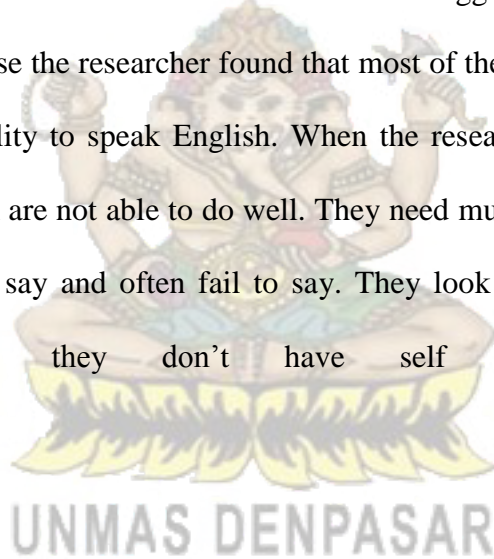 se the researcher found that most of the
lity to speak English. When the resear
are not able to do well. They need mu
say and often fail to say. They look
they don't have self
UNMAS DENPASAR